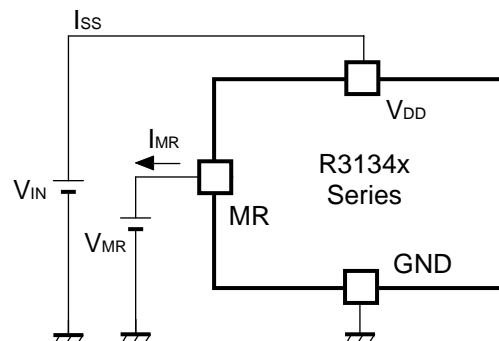 ISS
VDD
IMR
R3134x
Series
VIN
MR
VMR
GND